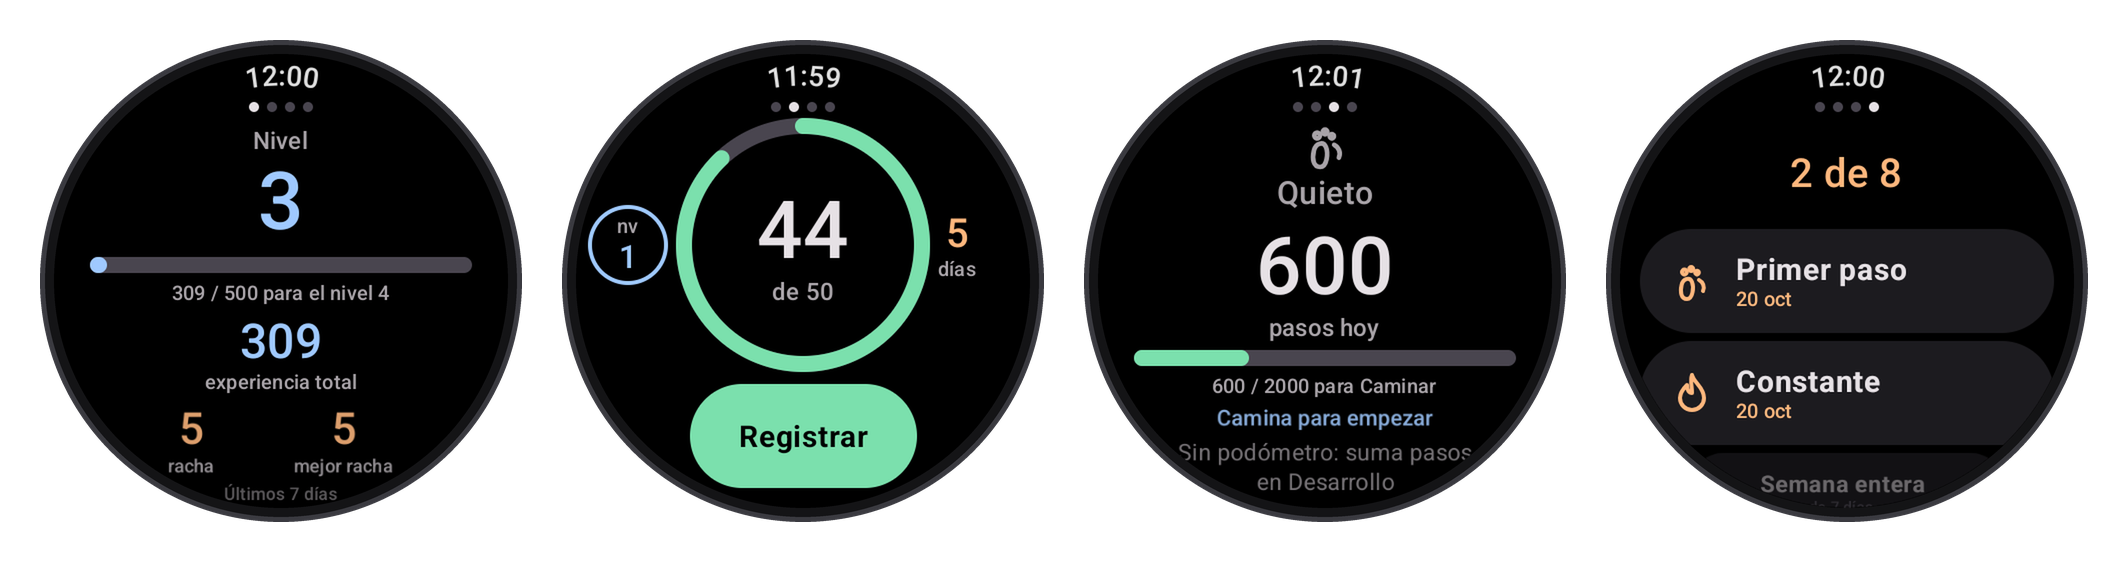 12:00
Nivel
3
309 / 500 para el nivel 4
309
experiencia total
5 5
racha mejor racha
Últimos 7 días
11:59
nv
1
44
de 50
5
días
Registrar
12:01
Quieto
600
pasos hoy
600 / 2000 para Caminar
Camina para empezar
Sin podómetro: suma pasos
en Desarrollo
12:00
2 de 8
Primer paso
20 oct
Constante
20 oct
Semana entera
de 7 días